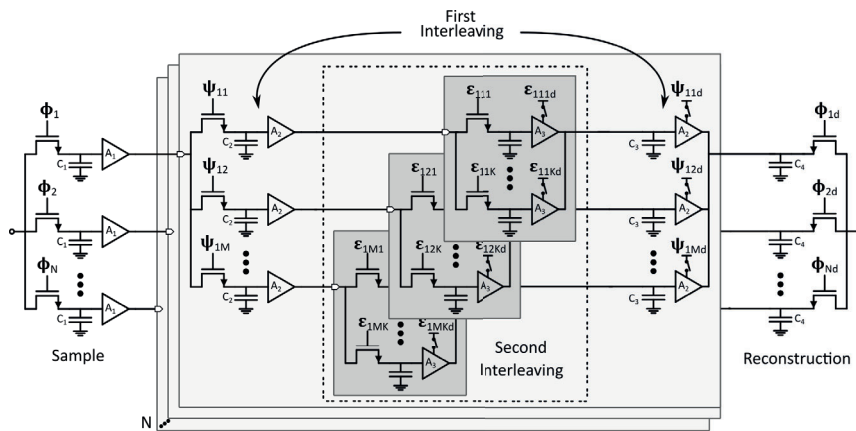 First
Interleaving
ϕ1
A1
C1
ϕ2
A1
C1
ϕN
A1
C1
Sample
Ψ11
C2
A2
Ψ12
C2
A2
Ψ1M
C2
A2
ε111
ε111d
A3
ε11K
ε11Kd
A3
ε121
ε12K
ε12Kd
A3
ε1M1
ε1MK
ε1MKd
A3
Second
Interleaving
Ψ11d
C3
A2
Ψ12d
C3
A2
Ψ1Md
C3
A2
ϕ1d
C4
ϕ2d
C4
ϕNd
C4
Reconstruction
N